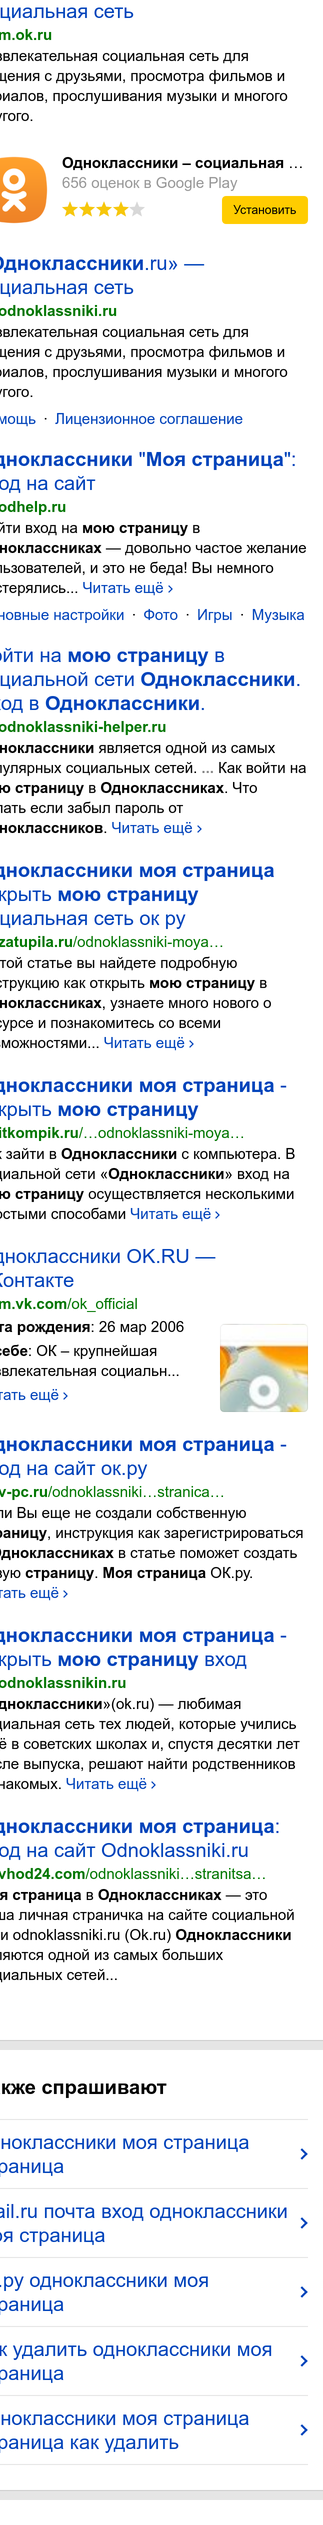 циальная сеть
m.ok.ru
звлекательная социальная сеть для
щения с друзьями, просмотра фильмов и
риалов, прослушивания музыки и многого
угого.
Одноклассники – социальная …
656 оценок в Google Play
Установить
Одноклассники.ru» —
циальная сеть
odnoklassniki.ru
звлекательная социальная сеть для
щения с друзьями, просмотра фильмов и
риалов, прослушивания музыки и многого
угого.
мощь · Лицензионное соглашение
дноклассники "Моя страница":
од на сайт
odhelp.ru
йти вход на мою страницу в
ноклассниках — довольно частое желание
льзователей, и это не беда! Вы немного
стерялись... Читать ещё ›
новные настройки · Фото · Игры · Музыка
ойти на мою страницу в
циальной сети Одноклассники.
од в Одноклассники.
odnoklassniki-helper.ru
ноклассники является одной из самых
пулярных социальных сетей. ... Как войти на
ю страницу в Одноклассниках. Что
лать если забыл пароль от
ноклассников. Читать ещё ›
дноклассники моя страница
крыть мою страницу
циальная сеть ок ру
zatupila.ru/odnoklassniki-moya…
той статье вы найдете подробную
струкцию как открыть мою страницу в
ноклассниках, узнаете много нового о
сурсе и познакомитесь со всеми
зможностями... Читать ещё ›
дноклассники моя страница -
крыть мою страницу
itkompik.ru/…odnoklassniki-moya…
к зайти в Одноклассники с компьютера. В
циальной сети «Одноклассники» вход на
ю страницу осуществляется несколькими
остыми способами Читать ещё ›
дноклассники OK.RU —
Контакте
m.vk.com/ok_official
та рождения: 26 мар 2006
себе: ОК – крупнейшая
звлекательная социальн...
тать ещё ›
дноклассники моя страница -
од на сайт ок.ру
v-pc.ru/odnoklassniki…stranica…
ли Вы еще не создали собственную
раницу, инструкция как зарегистрироваться
Одноклассниках в статье поможет создать
вую страницу. Моя страница ОК.ру.
тать ещё ›
дноклассники моя страница -
крыть мою страницу вход
odnoklassnikin.ru
дноклассники»(ok.ru) — любимая
циальная сеть тех людей, которые учились
ё в советских школах и, спустя десятки лет
сле выпуска, решают найти родственников
накомых. Читать ещё ›
дноклассники моя страница:
од на сайт Odnoklassniki.ru
vhod24.com/odnoklassniki…stranitsa…
я страница в Одноклассниках — это
ша личная страничка на сайте социальной
и odnoklassniki.ru (Ok.ru) Одноклассники
ляются одной из самых больших
циальных сетей...
кже спрашивают
ноклассники моя страница
раница
ail.ru почта вход одноклассники
оя страница
.ру одноклассники моя
раница
к удалить одноклассники моя
раница
ноклассники моя страница
раница как удалить